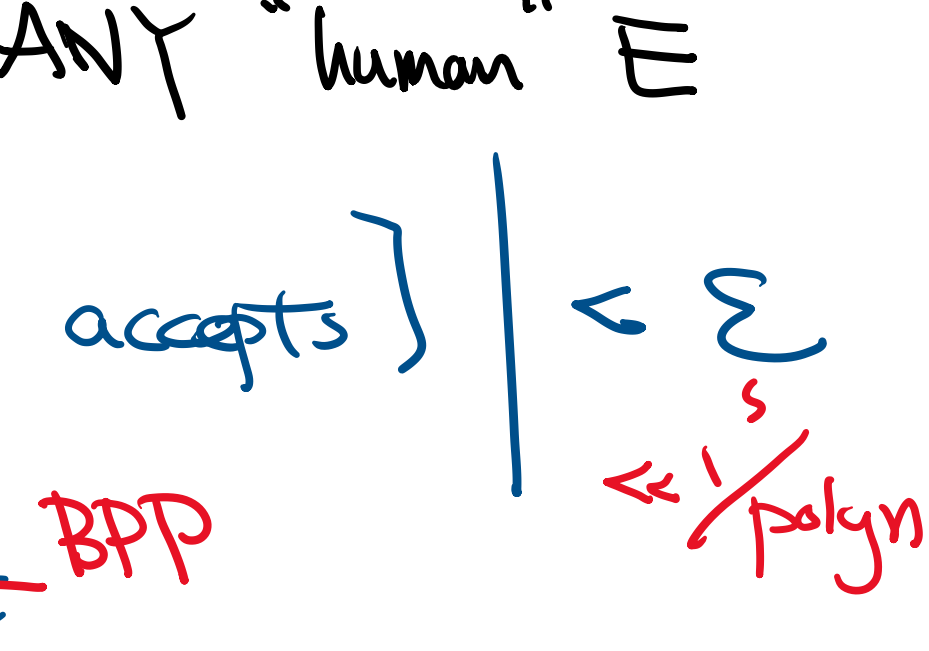 ANY "human" E
accepts] | < ε
s
<< 1/polyn
BPP